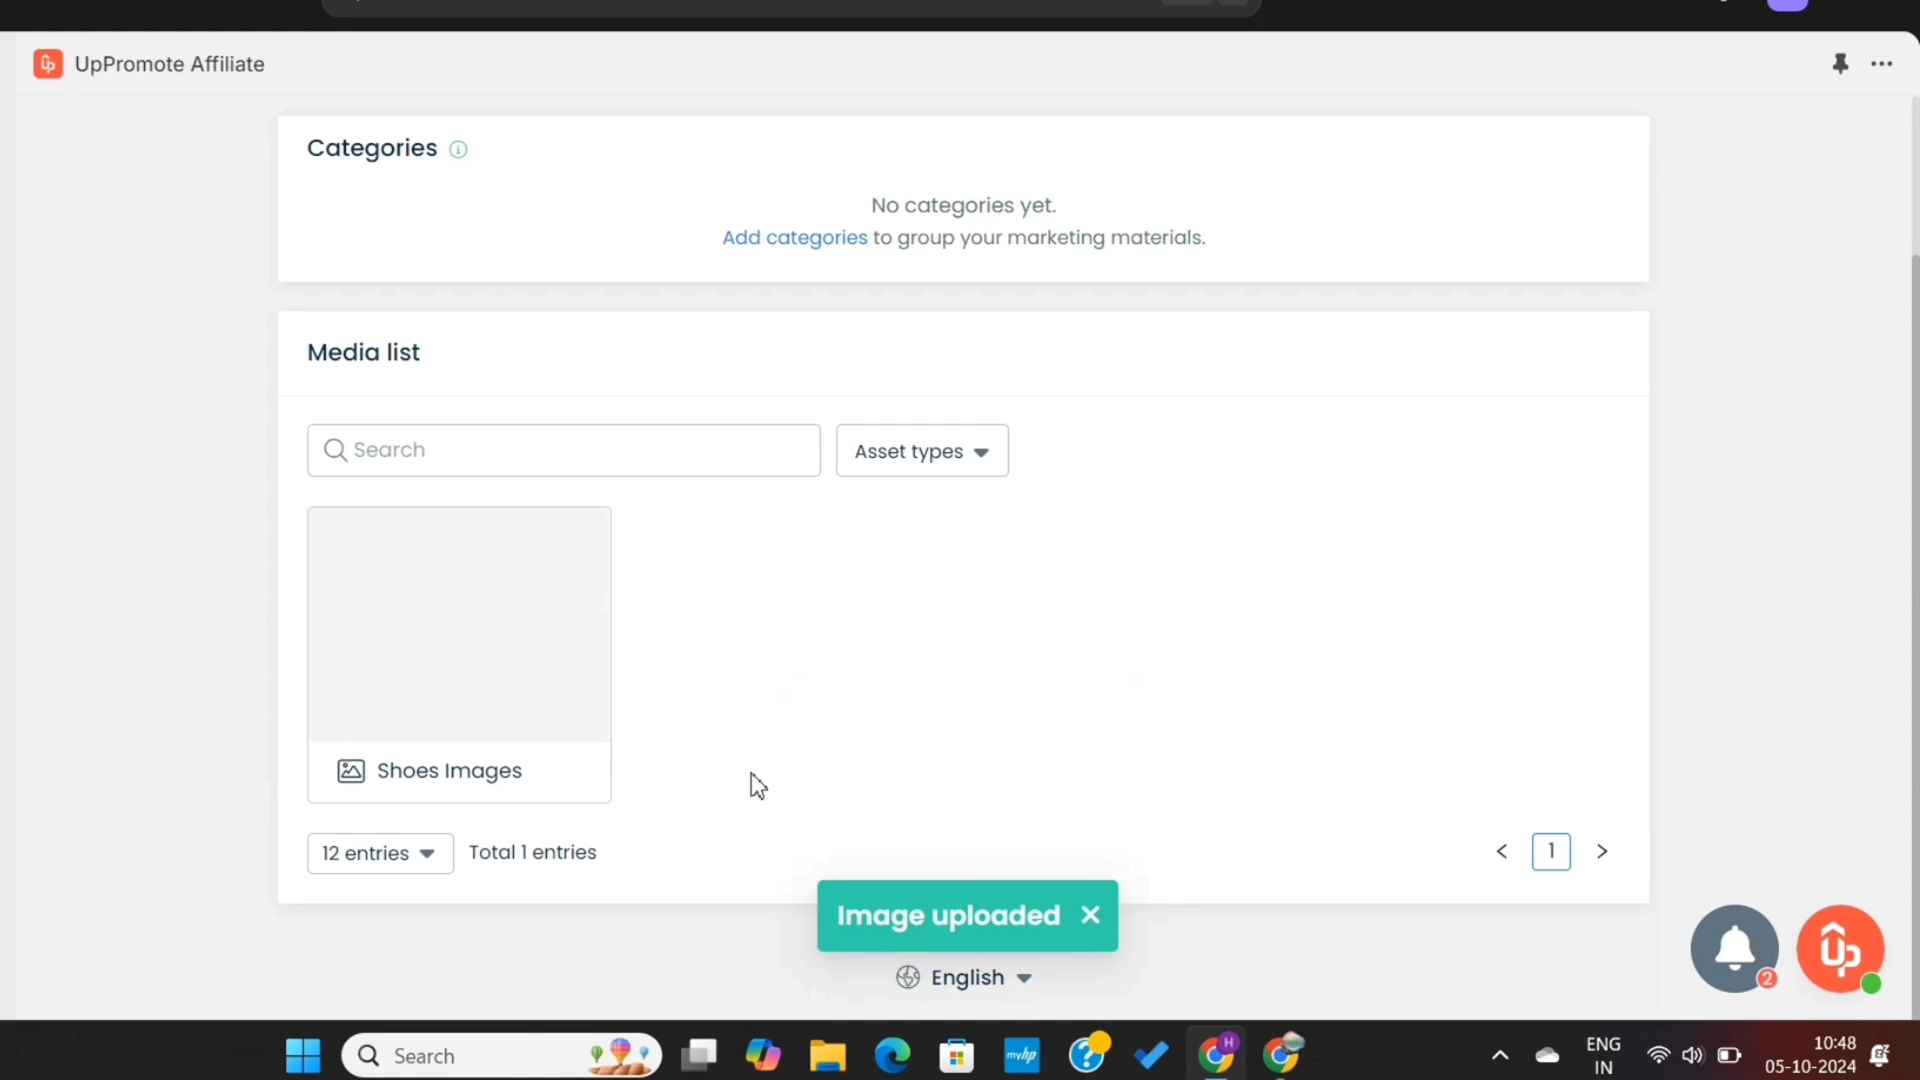 UpPromote Affiliate
Categories
No categories yet.
Add categories to group your marketing materials.
Media list
Search
Asset types
Shoes Images
12 entries
Total 1 entries
1
Image uploaded
English
2
Search
myhp
H
ENG
IN
10:48
05-10-2024